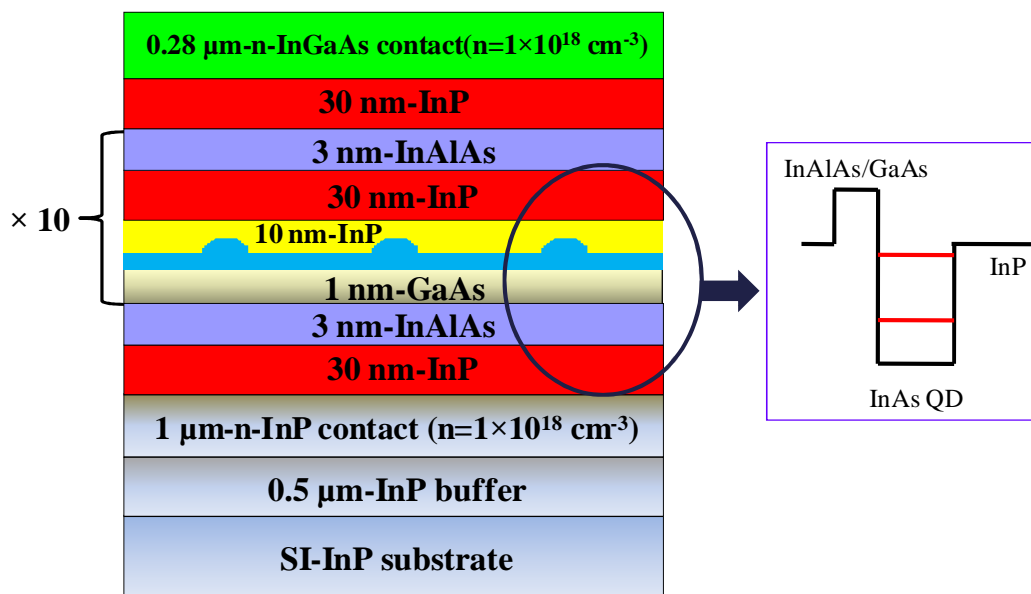 0.28 µm-n-InGaAs contact(n=1×10¹⁸ cm⁻³)
30 nm-InP
3 nm-InAlAs
30 nm-InP
× 10
10 nm-InP
1 nm-GaAs
3 nm-InAlAs
30 nm-InP
1 µm-n-InP contact (n=1×10¹⁸ cm⁻³)
0.5 µm-InP buffer
SI-InP substrate
InAlAs/GaAs
InP
InAs QD